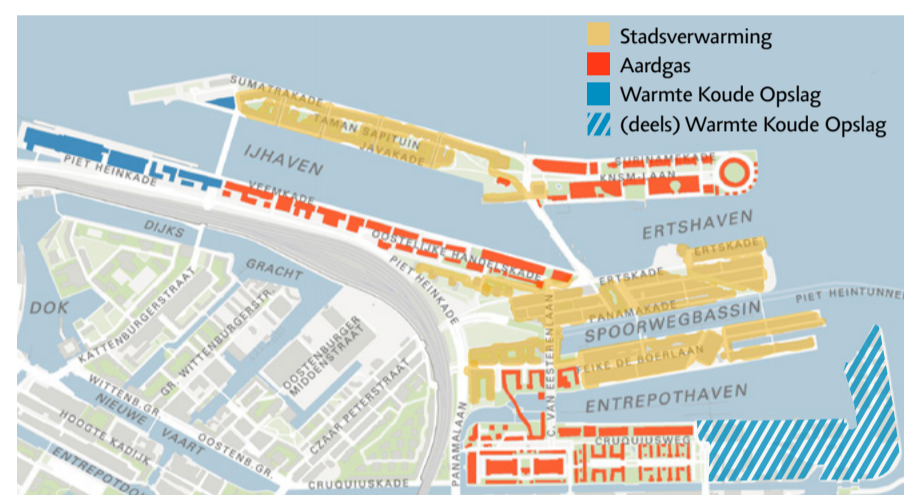 Stadsverwarming
Aardgas
Warmte Koude Opslag
(deels) Warmte Koude Opslag
SUMATRAKADE
TAMAN SAPITUIN
JAVAKADE
IJHAVEN
PIET HEINKADE
VEEMKADE
SURINAMEKADE
KNSM-LAAN
ERTSHAVEN
DIJKS
GRACHT
OOSTELIJKE HANDELSKADE
PIET HEINKADE
ERTSKADE
ERTSKADE
PANAMAKADE
SPOORWEGBASSIN
PIET HEINTUNNEL
DOK
KATTENBURGERSTRAAT
GR. WITTENBURGERSTR.
OOSTENBURGER
MIDDENSTRAAT
CZAAR PETERSTRAAT
C. VAN EESTERENLAAN
FEIKE DE BOERLAAN
ENTREPOTHAVEN
WITTENB.GR.
NIEUWE
VAART
OOSTENB.GR.
HOOGTE KADIJK
PANAMALAAN
CRUQUIUSWEG
ENTREPOTDO
CRUQUIUSKADE